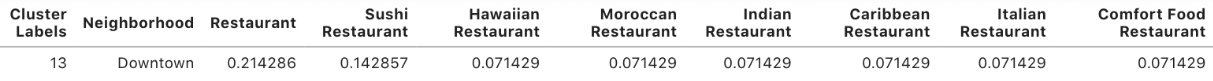 Cluster Labels Neighborhood Restaurant Sushi Restaurant Hawaiian Restaurant Moroccan Restaurant Indian Restaurant Caribbean Restaurant Italian Restaurant Comfort Food Restaurant
13 Downtown 0.214286 0.142857 0.071429 0.071429 0.071429 0.071429 0.071429 0.071429